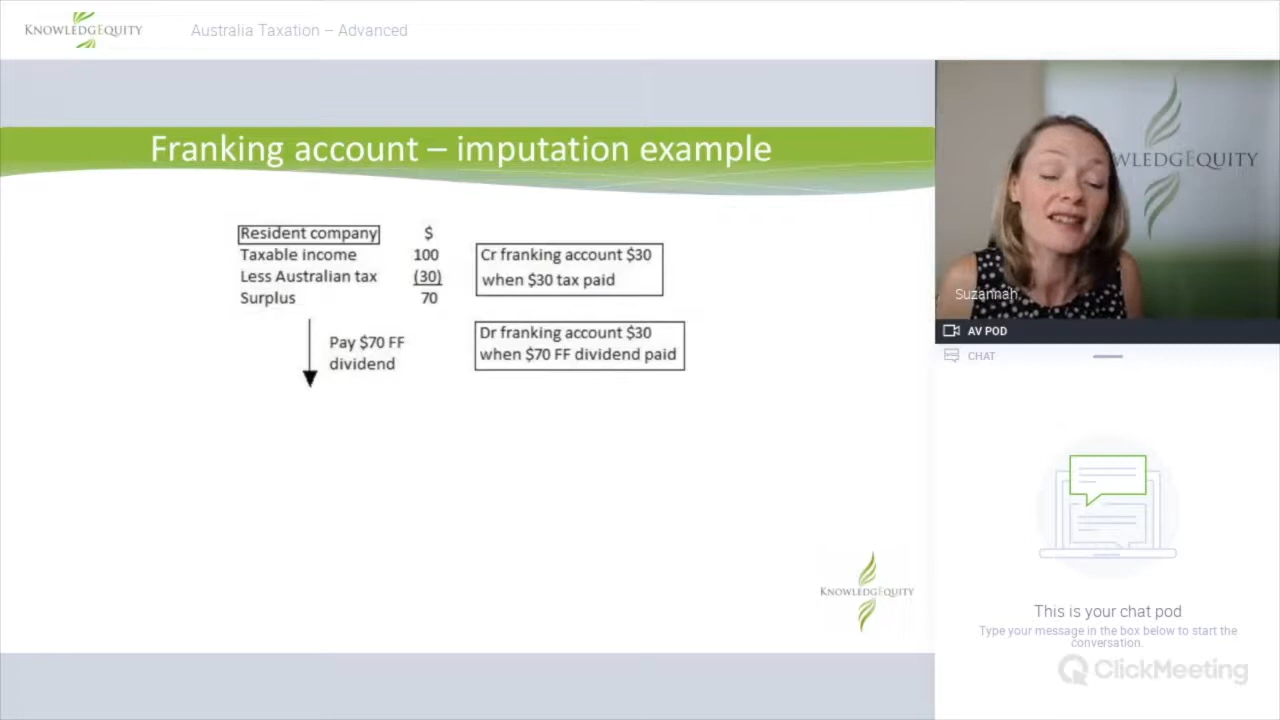 KNOWLEDGEQUITY
Australia Taxation – Advanced
Franking account – imputation example
Resident company $
Taxable income 100
Less Australian tax (30)
Surplus 70
Cr franking account $30
when $30 tax paid
Pay $70 FF
dividend
Dr franking account $30
when $70 FF dividend paid
KNOWLEDGEQUITY
WLEDGEQUITY
Suzannah
AV POD
CHAT
This is your chat pod
Type your message in the box below to start the
conversation.
ClickMeeting